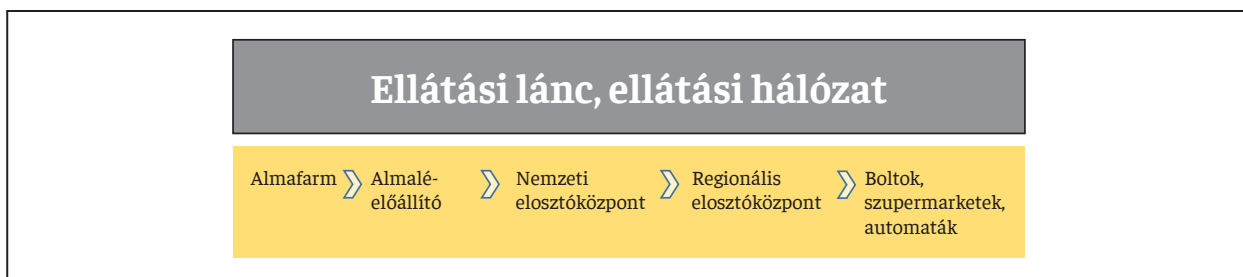 Ellátási lánc, ellátási hálózat
Almafarm
Almalé-
előállító
Nemzeti
elosztóközpont
Regionális
elosztóközpont
Boltok,
szupermarketek,
automaták